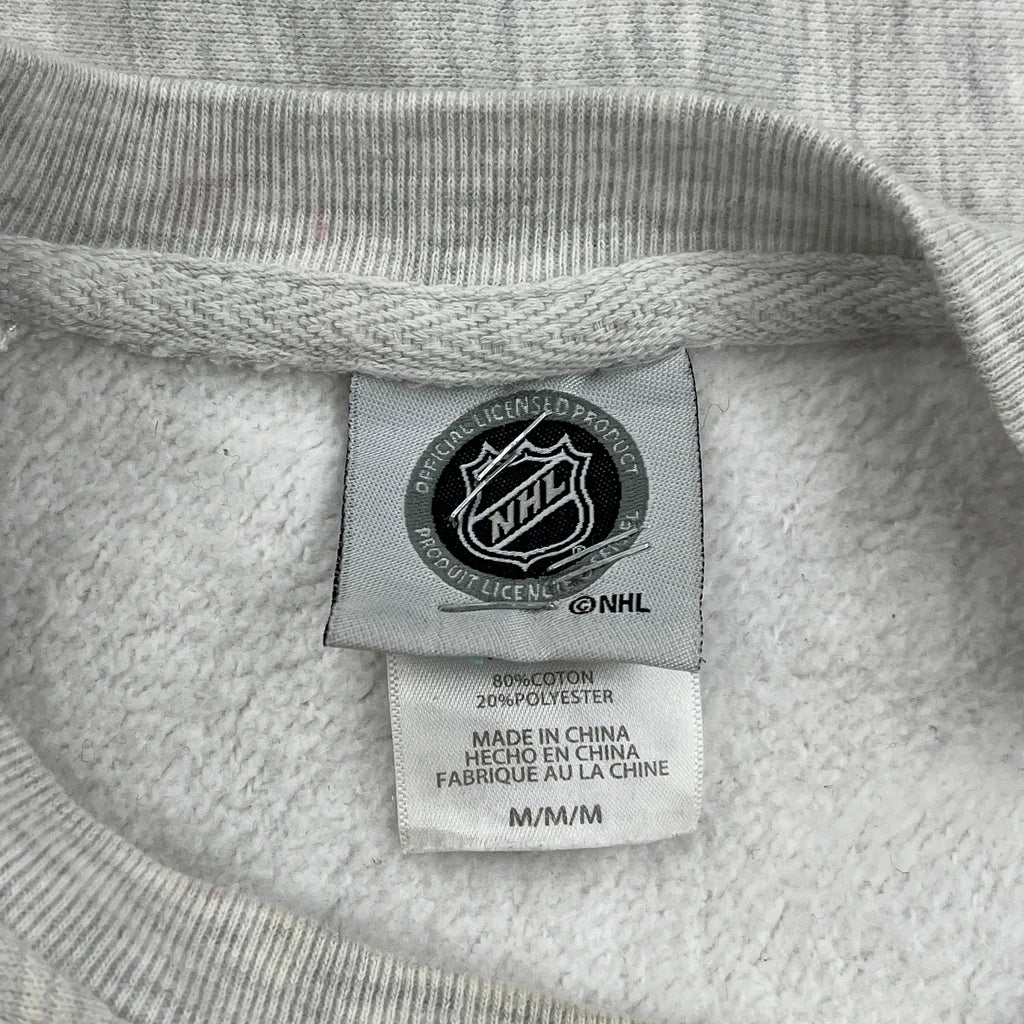 OFFICIAL LICENSED PRODUCT
NHL
PRODUIT LICENCIÉ
©NHL
80%COTON
20%POLYESTER
MADE IN CHINA
HECHO EN CHINA
FABRIQUE AU LA CHINE
M/M/M